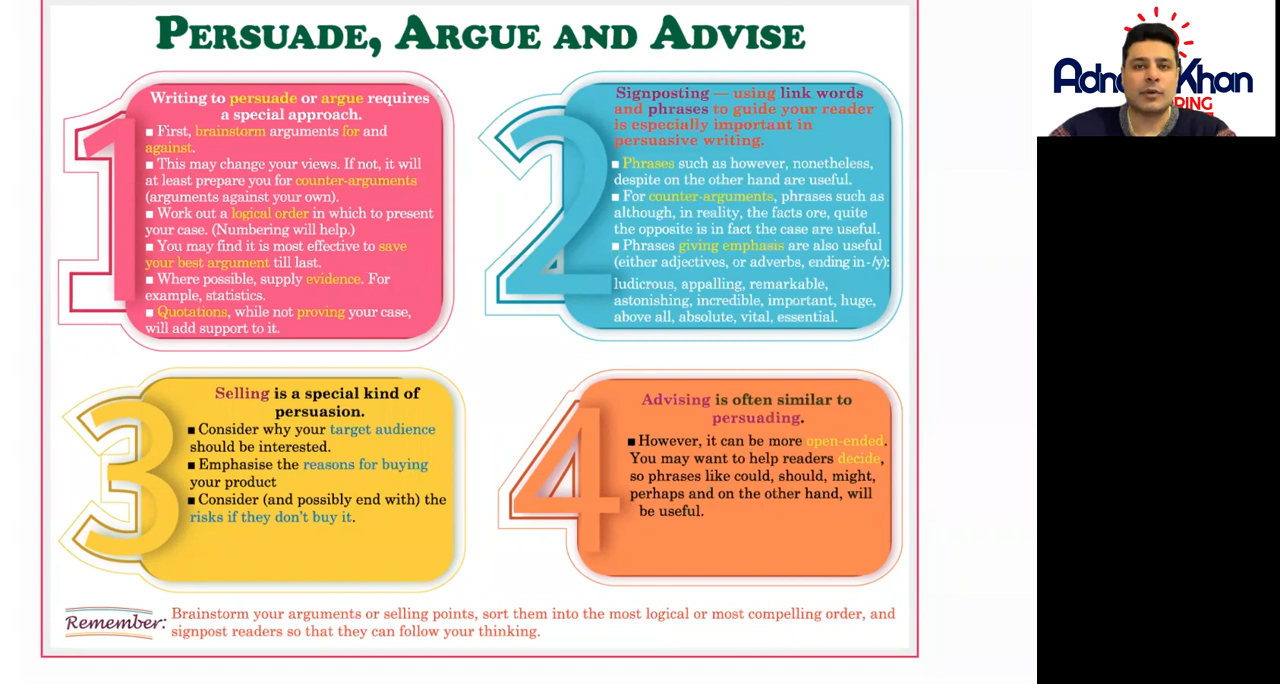 PERSUADE, ARGUE AND ADVISE
1
Writing to persuade or argue requires
a special approach.
■ First, brainstorm arguments for and
against.
■ This may change your views. If not, it will
at least prepare you for counter-arguments
(arguments against your own).
■ Work out a logical order in which to present
your case. (Numbering will help.)
■ You may find it is most effective to save
your best argument till last.
■ Where possible, supply evidence. For
example, statistics.
■ Quotations, while not proving your case,
will add support to it.
2
Signposting — using link words
and phrases to guide your reader
is especially important in
persuasive writing.
■ Phrases such as however, nonetheless,
despite on the other hand are useful.
■ For counter-arguments, phrases such as
although, in reality, the facts ore, quite
the opposite is in fact the case are useful.
■ Phrases giving emphasis are also useful
(either adjectives, or adverbs, ending in -/y):
ludicrous, appalling, remarkable,
astonishing, incredible, important, huge,
above all, absolute, vital, essential.
3
Selling is a special kind of
persuasion.
■ Consider why your target audience
should be interested.
■ Emphasise the reasons for buying
your product
■ Consider (and possibly end with) the
risks if they don't buy it.
4
Advising is often similar to
persuading.
■ However, it can be more open-ended.
You may want to help readers decide,
so phrases like could, should, might,
perhaps and on the other hand, will
be useful.
Remember:
Brainstorm your arguments or selling points, sort them into the most logical or most compelling order, and
signpost readers so that they can follow your thinking.
Khan